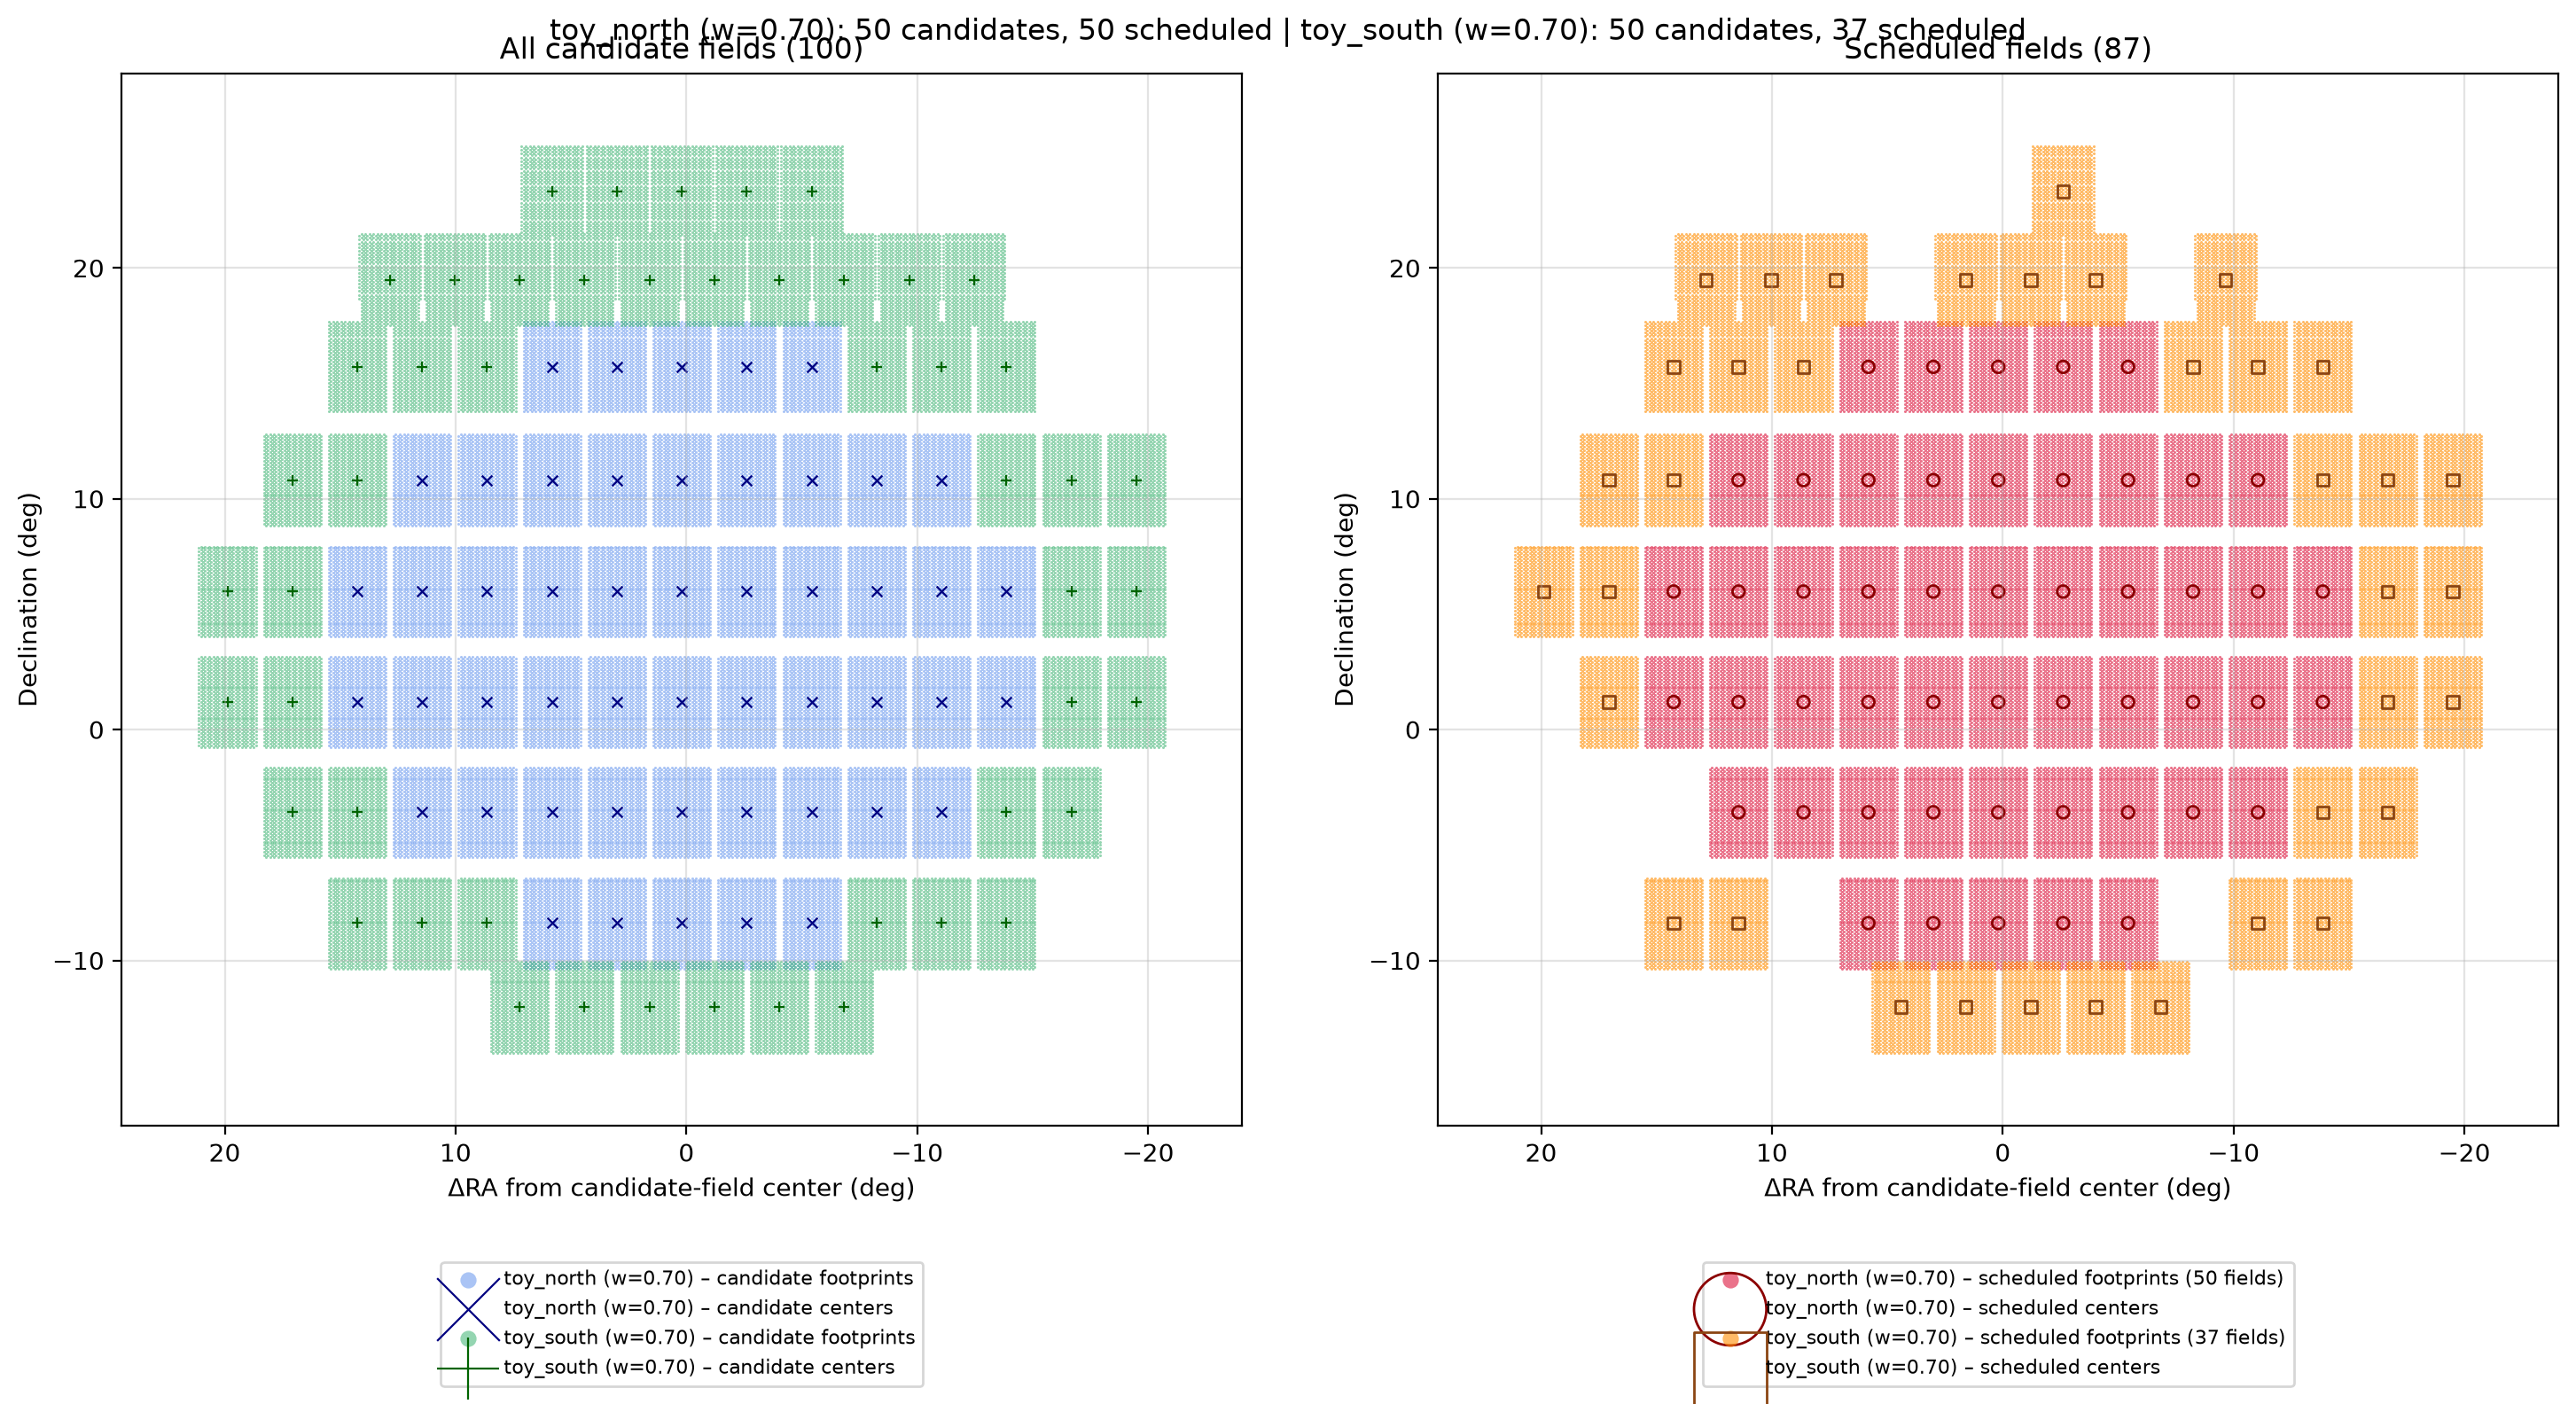 toy_north (w=0.70): 50 candidates, 50 scheduled | toy_south (w=0.70): 50 candidates, 37 scheduled
All candidate fields (100)
Declination (deg)
20
10
0
−10
20
10
0
−10
−20
ΔRA from candidate-field center (deg)
toy_north (w=0.70) – candidate footprints
toy_north (w=0.70) – candidate centers
toy_south (w=0.70) – candidate footprints
toy_south (w=0.70) – candidate centers
Scheduled fields (87)
Declination (deg)
20
10
0
−10
20
10
0
−10
−20
ΔRA from candidate-field center (deg)
toy_north (w=0.70) – scheduled footprints (50 fields)
toy_north (w=0.70) – scheduled centers
toy_south (w=0.70) – scheduled footprints (37 fields)
toy_south (w=0.70) – scheduled centers